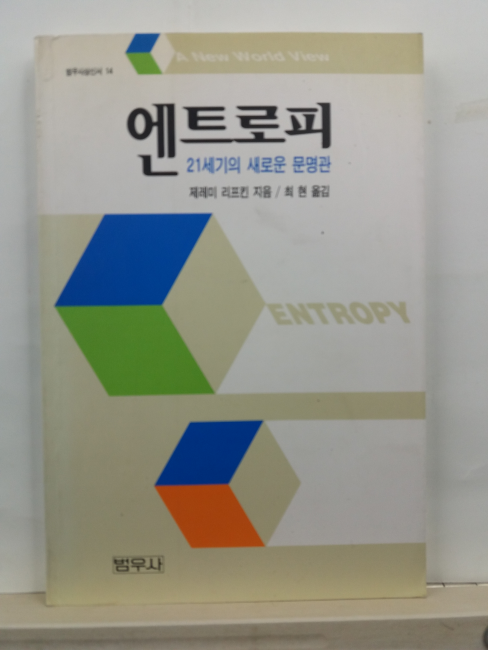 A New World View
범우사상신서 14
엔트로피
21세기의 새로운 문명관
제레미 리프킨 지음 / 최 현 옮김
ENTROPY
범우사